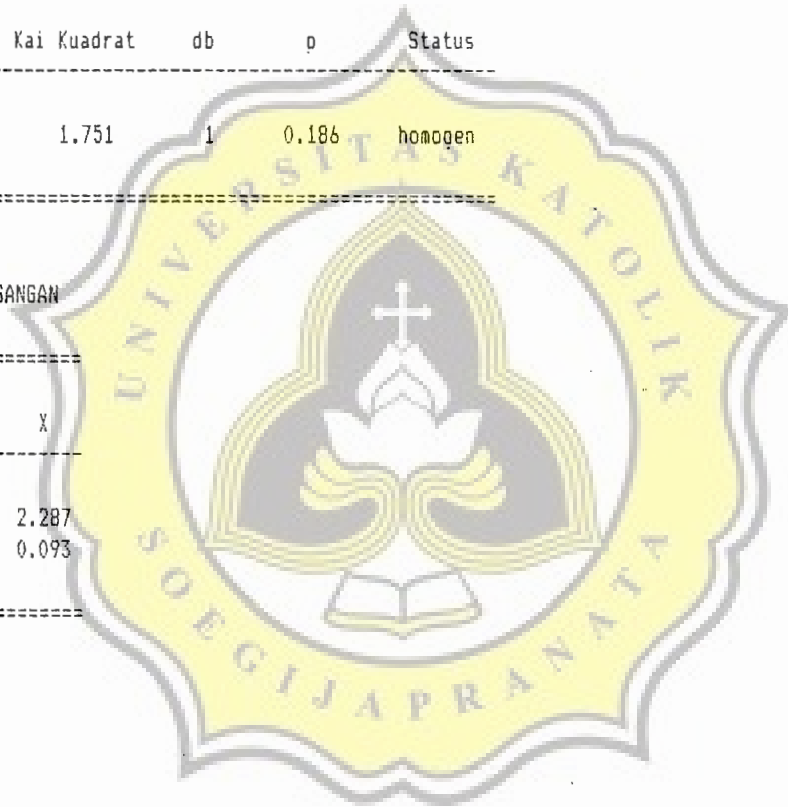 Kai Kuadrat db p Status
1.751 1 0.186 homogen
SANGAN
X
2.287
0.093
UNIVERSITAS KATOLIK
SOEGIJAPRANATA